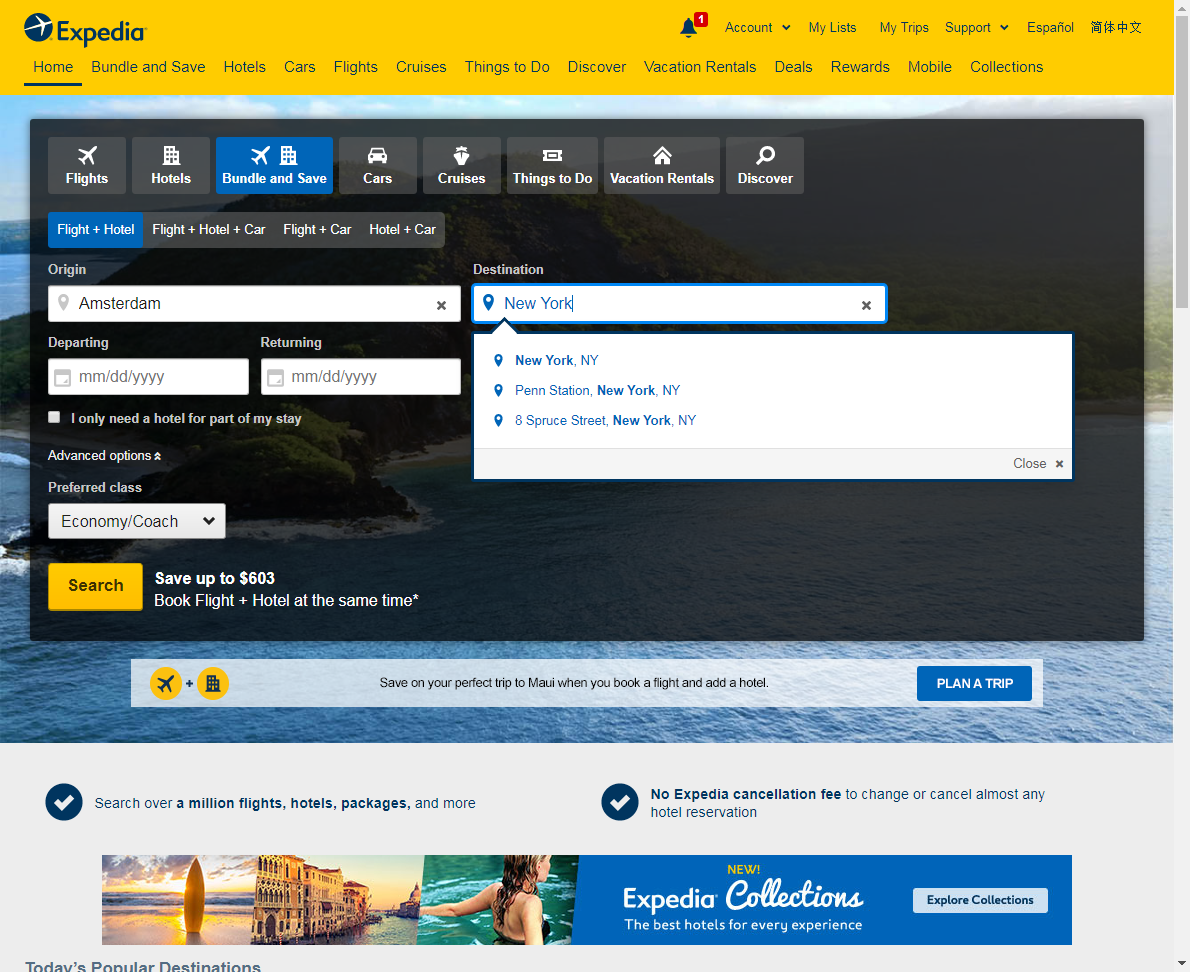 Expedia
1
Account
My Lists
My Trips
Support
Español
简体中文
Home
Bundle and Save
Hotels
Cars
Flights
Cruises
Things to Do
Discover
Vacation Rentals
Deals
Rewards
Mobile
Collections
Flights
Hotels
Bundle and Save
Cars
Cruises
Things to Do
Vacation Rentals
Discover
Flight + Hotel
Flight + Hotel + Car
Flight + Car
Hotel + Car
Origin
Destination
Amsterdam
New York
Departing
Returning
mm/dd/yyyy
mm/dd/yyyy
New York, NY
Penn Station, New York, NY
8 Spruce Street, New York, NY
Close
I only need a hotel for part of my stay
Advanced options
Preferred class
Economy/Coach
Search
Save up to $603
Book Flight + Hotel at the same time*
Save on your perfect trip to Maui when you book a flight and add a hotel.
PLAN A TRIP
Search over a million flights, hotels, packages, and more
No Expedia cancellation fee to change or cancel almost any
hotel reservation
NEW!
Expedia Collections
The best hotels for every experience
Explore Collections
Today's Popular Destinations